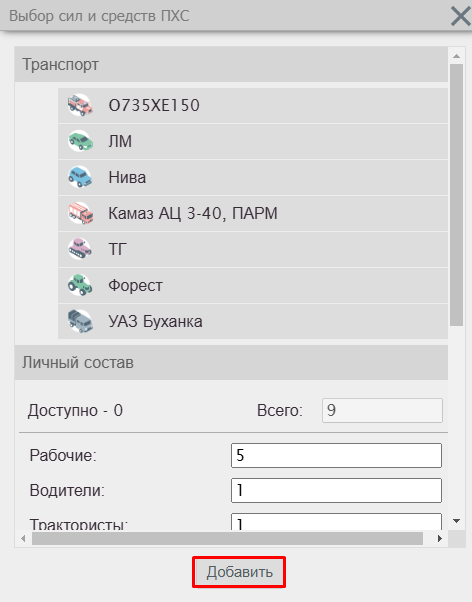 Выбор сил и средств ПХС
Транспорт
О735ХЕ150
ЛМ
Нива
Камаз АЦ 3-40, ПАРМ
ТГ
Форест
УАЗ Буханка
Личный состав
Доступно - 0 Всего: 9
Рабочие: 5
Водители: 1
Трактористы: 1
Добавить